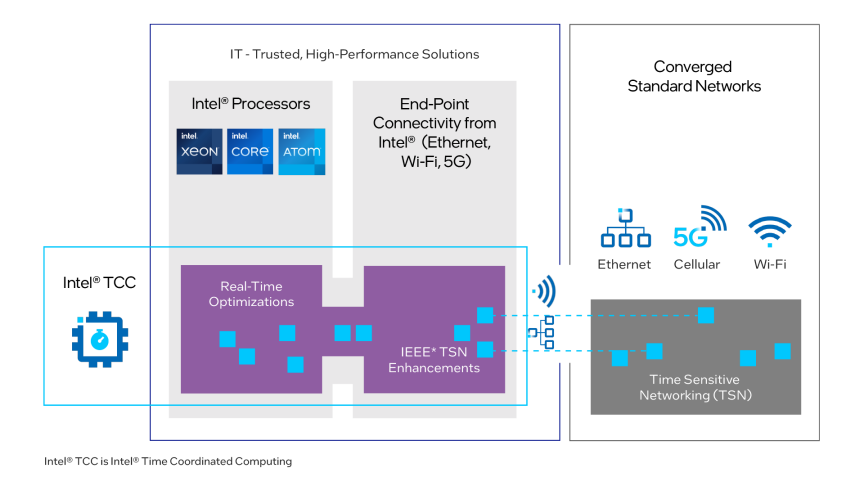 IT - Trusted, High-Performance Solutions
Intel® Processors
intel.
XEON
intel.
CORE
intel.
ATOM
End-Point
Connectivity from
Intel® (Ethernet,
Wi-Fi, 5G)
Converged
Standard Networks
5G
Ethernet
Cellular
Wi-Fi
Intel® TCC
Real-Time
Optimizations
IEEE* TSN
Enhancements
Time Sensitive
Networking (TSN)
Intel® TCC is Intel® Time Coordinated Computing